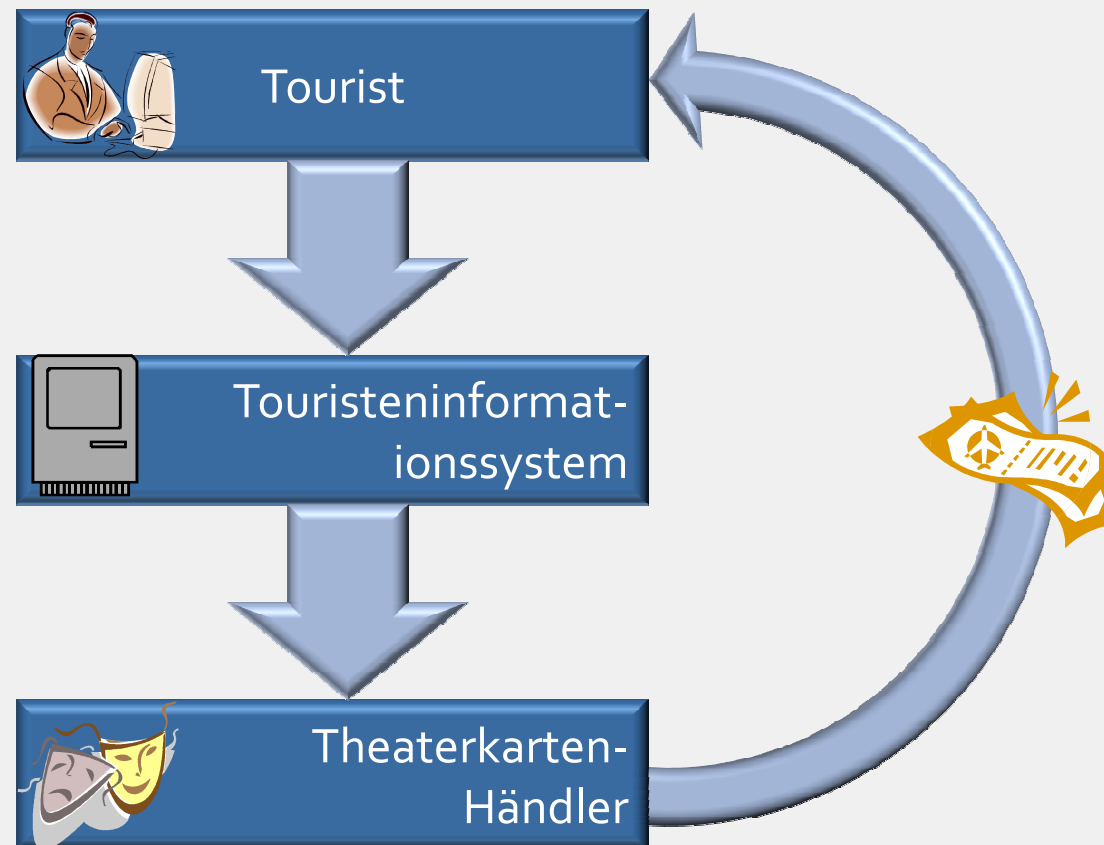 Tourist
Touristeninformat-
ionssystem
Theaterkarten-
Händler